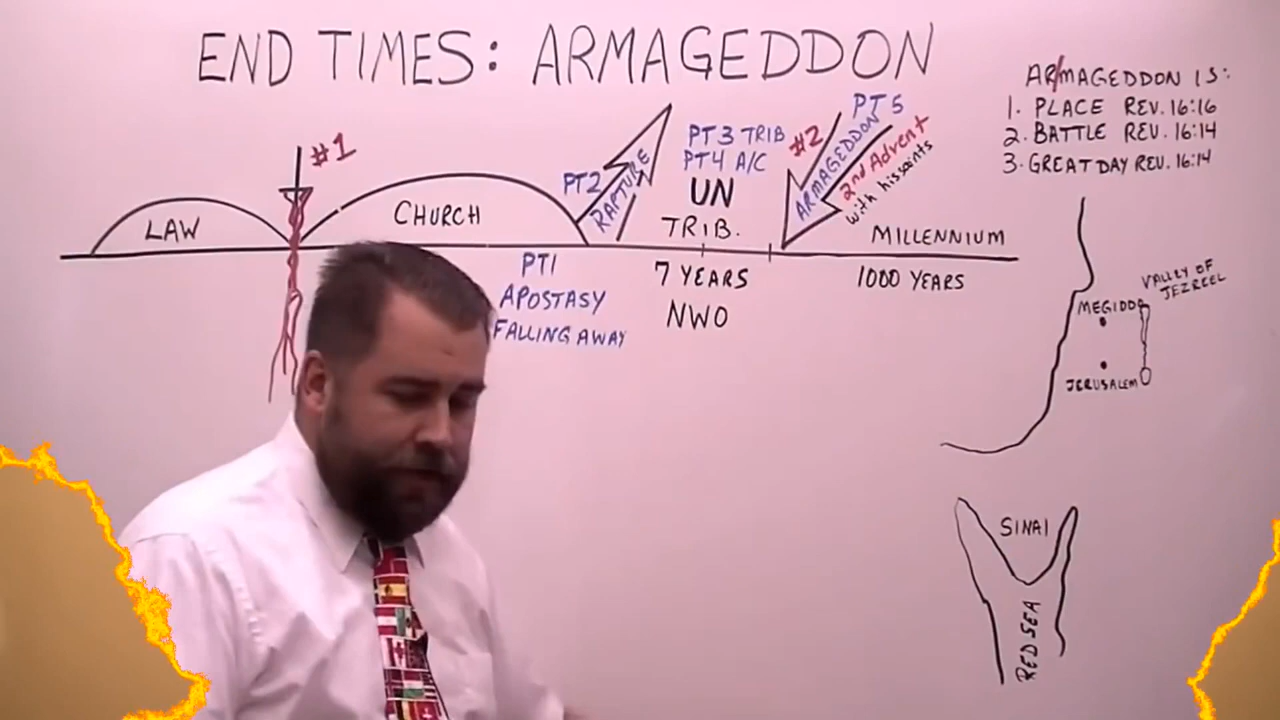 END TIMES: ARMAGEDDON
ARMAGEDDON IS:
1. PLACE REV. 16:16
2. BATTLE REV. 16:14
3. GREAT DAY REV. 16:14
#1
LAW
CHURCH
PT2
RAPTURE
PT3 TRIB
PT4 A/C
UN
TRIB.
#2
PT5
ARMAGEDDON
2nd Advent
with his saints
MILLENNIUM
PT1
APOSTASY
FALLING AWAY
7 YEARS
NWO
1000 YEARS
VALLEY OF
JEZREEL
MEGIDDO
JERUSALEM
SINAI
RED SEA